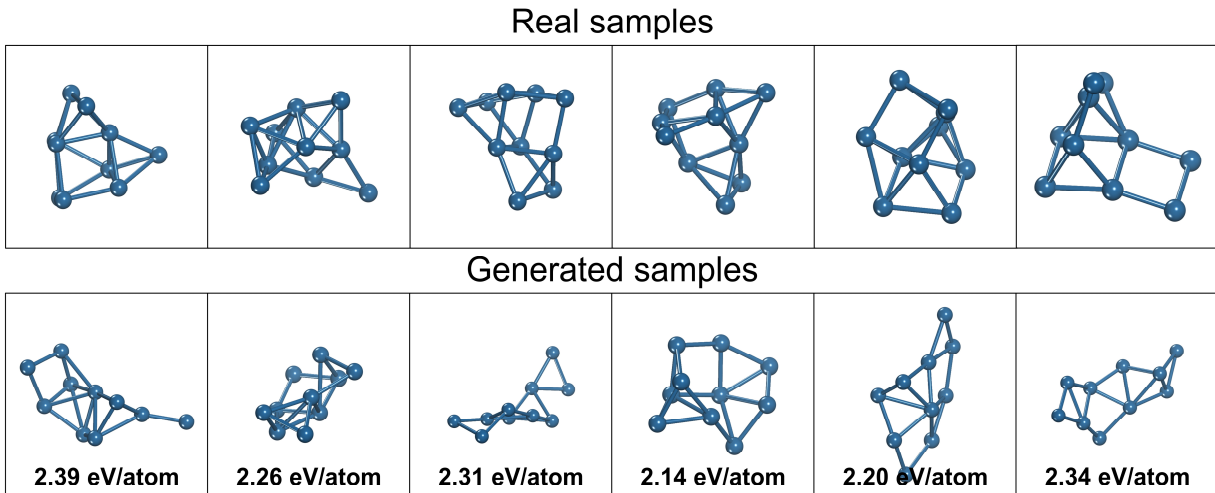 Real samples
Generated samples
2.39 eV/atom 2.26 eV/atom 2.31 eV/atom 2.14 eV/atom 2.20 eV/atom 2.34 eV/atom